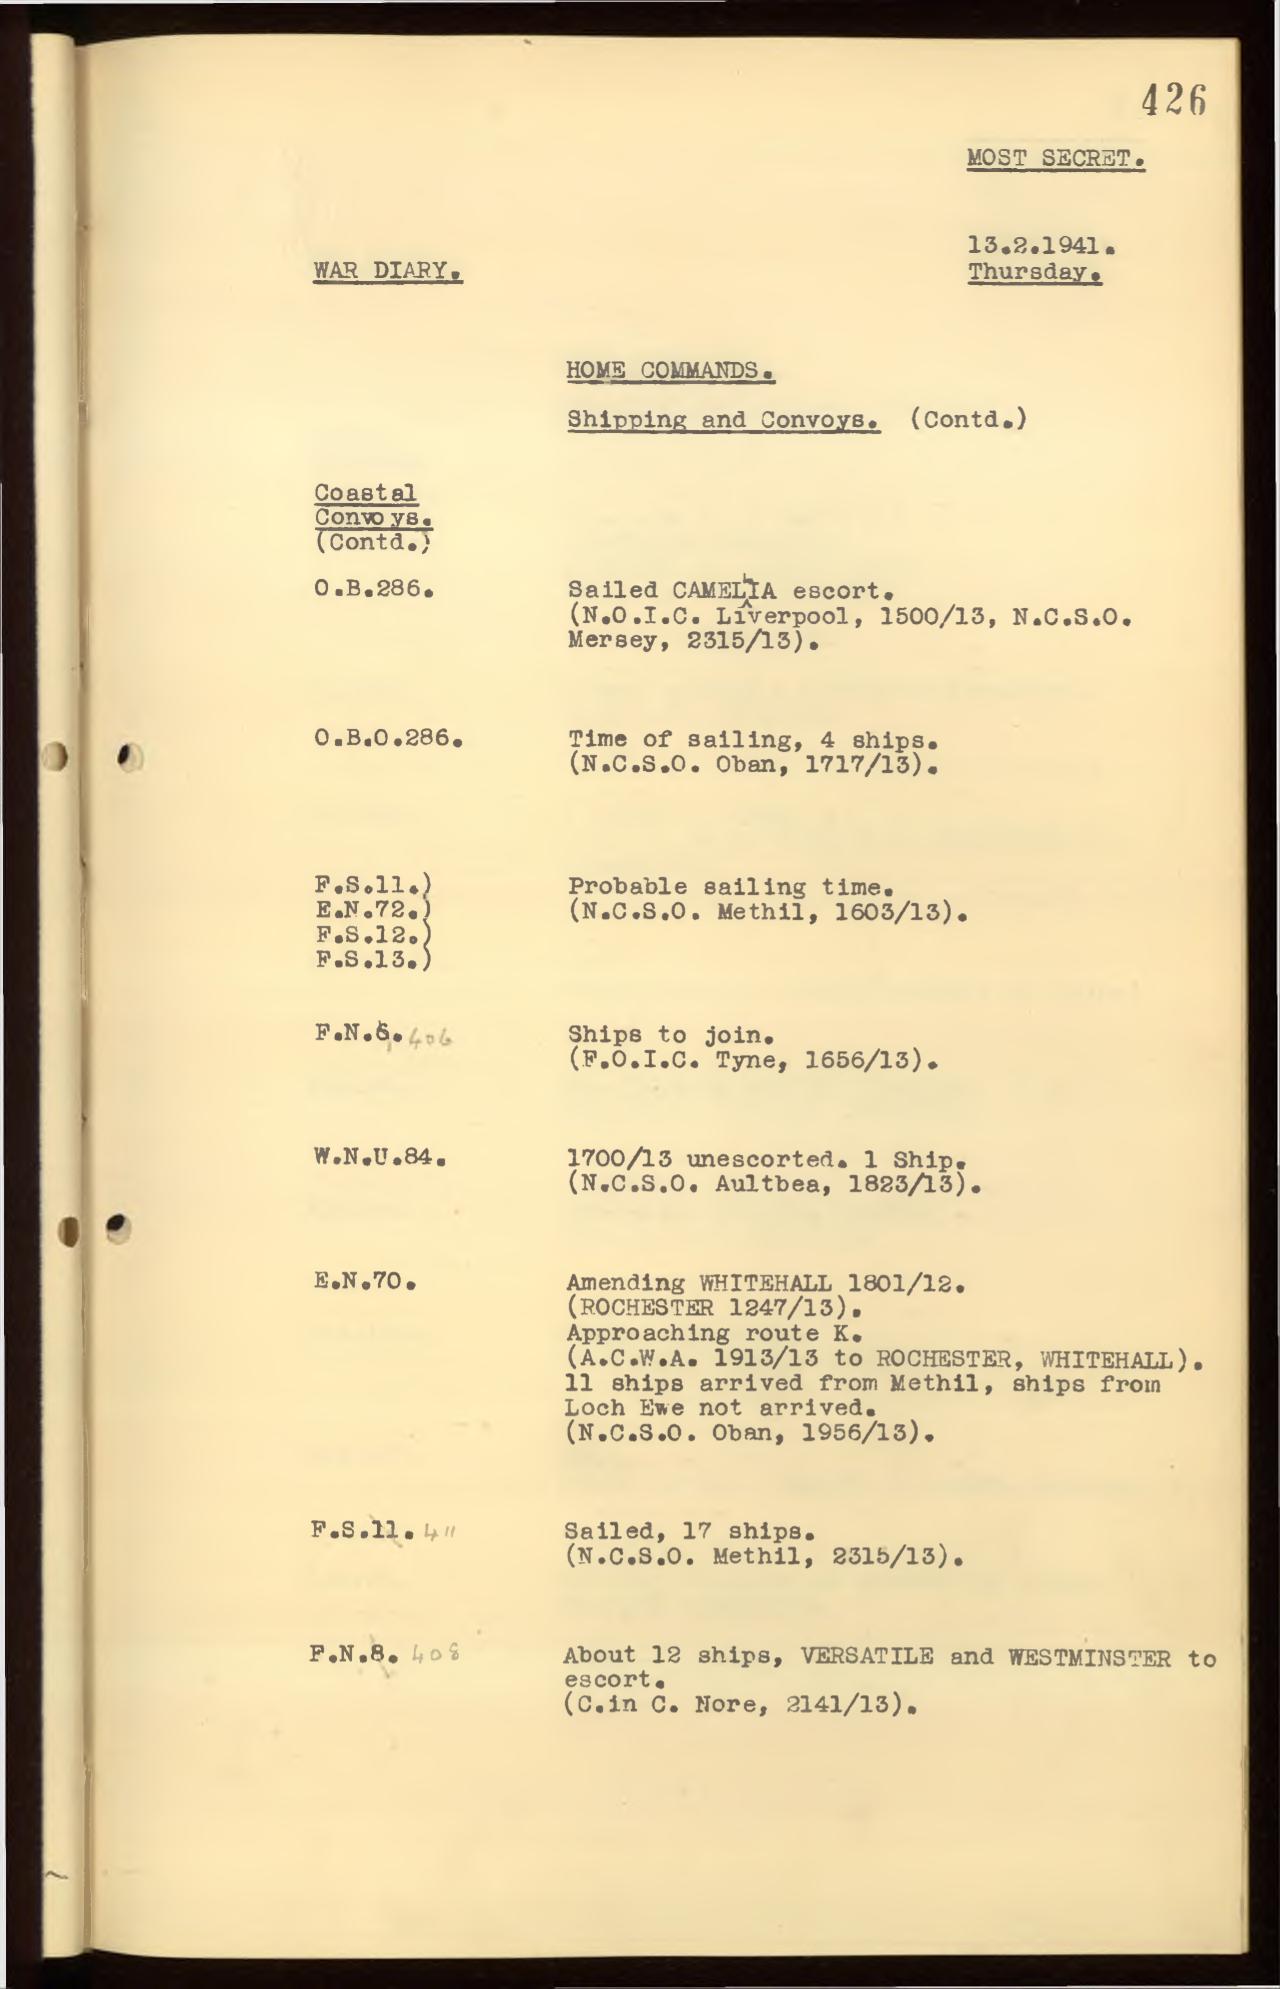 426
MOST SECRET.
13.2.1941.
WAR DIARY. Thursday.
HOME COMMANDS.
Shipping and Convoys. (Contd.)
Coastal
Convoys.
(Contd.)
O.B.286. Sailed CAMELLIA escort.
(N.O.I.C. Liverpool, 1500/13, N.C.S.O.
Mersey, 2315/13).
O.B.O.286. Time of sailing, 4 ships.
(N.C.S.O. Oban, 1717/13).
F.S.11.) Probable sailing time.
E.N.72.) (N.C.S.O. Methil, 1603/13).
F.S.12.)
F.S.13.)
F.N.6. 406 Ships to join.
(F.O.I.C. Tyne, 1656/13).
W.N.U.84. 1700/13 unescorted. 1 Ship.
(N.C.S.O. Aultbea, 1823/13).
E.N.70. Amending WHITEHALL 1801/12.
(ROCHESTER 1247/13).
Approaching route K.
(A.C.W.A. 1913/13 to ROCHESTER, WHITEHALL).
11 ships arrived from Methil, ships from
Loch Ewe not arrived.
(N.C.S.O. Oban, 1956/13).
F.S.11. 411 Sailed, 17 ships.
(N.C.S.O. Methil, 2315/13).
F.N.8. 408 About 12 ships, VERSATILE and WESTMINSTER to
escort.
(C.in C. Nore, 2141/13).